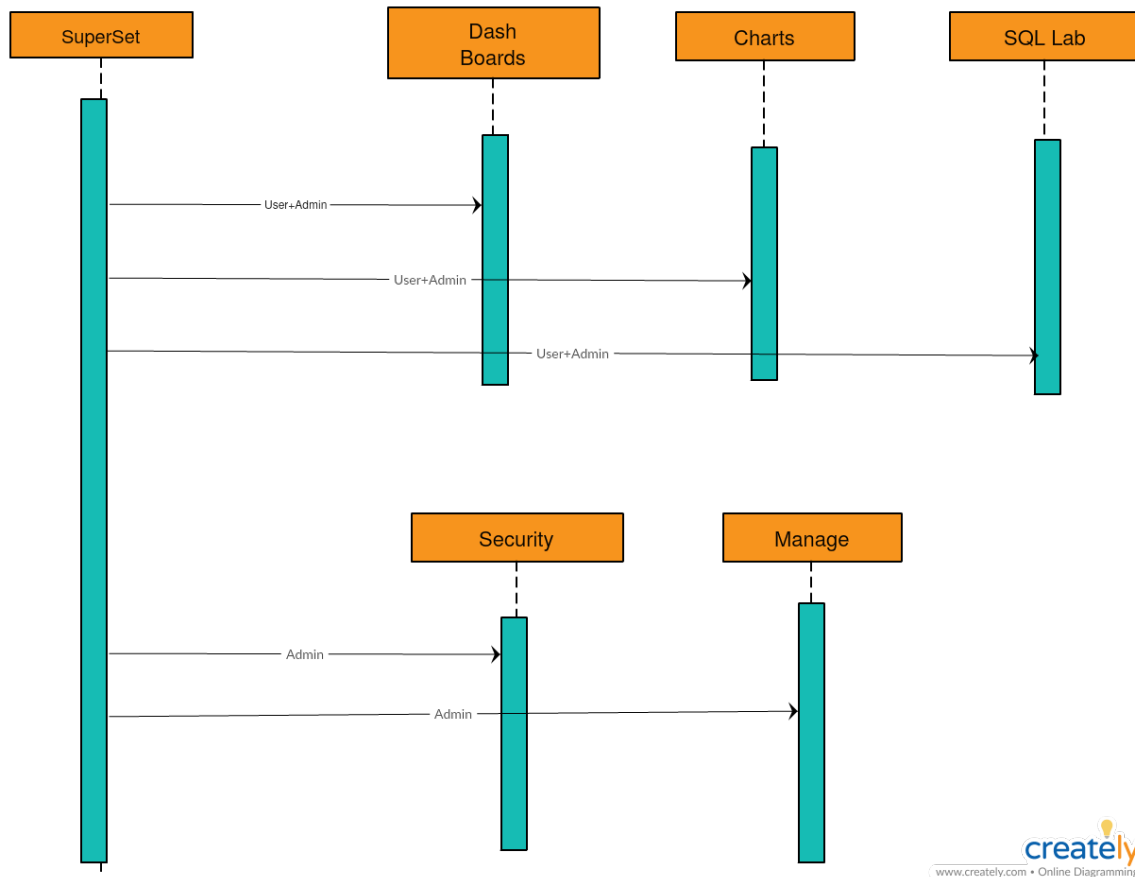 SuperSet
Dash
Boards
Charts
SQL Lab
User+Admin
User+Admin
User+Admin
Security
Manage
Admin
Admin
creately
www.creately.com • Online Diagramming